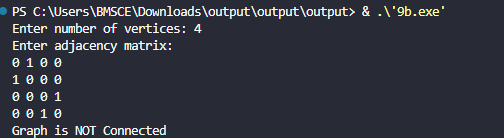 PS C:\Users\BMSCE\Downloads\output\output\output> & .\'9b.exe'
Enter number of vertices: 4
Enter adjacency matrix:
0 1 0 0
1 0 0 0
0 0 0 1
0 0 1 0
Graph is NOT Connected